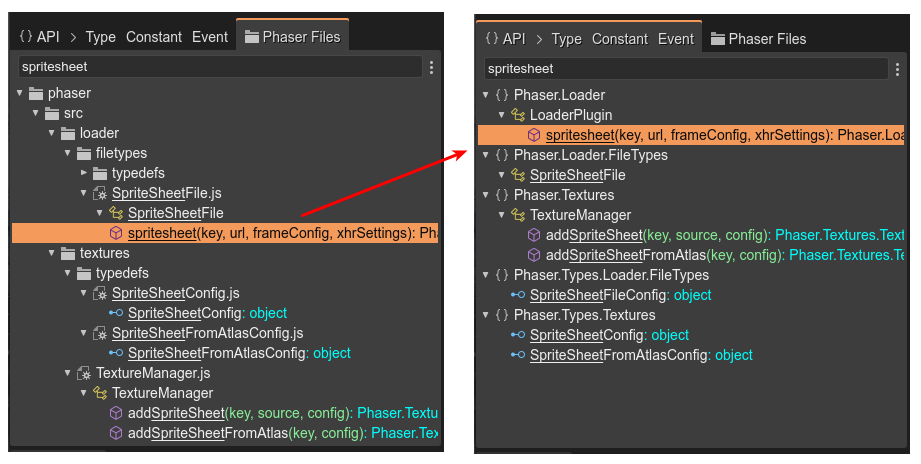 {} API > Type Constant Event Phaser Files
spritesheet
phaser
src
loader
filetypes
typedefs
SpriteSheetFile.js
SpriteSheetFile
spritesheet(key, url, frameConfig, xhrSettings): Pha
textures
typedefs
SpriteSheetConfig.js
SpriteSheetConfig: object
SpriteSheetFromAtlasConfig.js
SpriteSheetFromAtlasConfig: object
TextureManager.js
TextureManager
addSpriteSheet(key, source, config): Phaser.Textu
addSpriteSheetFromAtlas(key, config): Phaser.Tex
{} API > Type Constant Event Phaser Files
spritesheet
{} Phaser.Loader
LoaderPlugin
spritesheet(key, url, frameConfig, xhrSettings): Phaser.Loa
{} Phaser.Loader.FileTypes
SpriteSheetFile
{} Phaser.Textures
TextureManager
addSpriteSheet(key, source, config): Phaser.Textures.Text
addSpriteSheetFromAtlas(key, config): Phaser.Textures.Te
{} Phaser.Types.Loader.FileTypes
SpriteSheetFileConfig: object
{} Phaser.Types.Textures
SpriteSheetConfig: object
SpriteSheetFromAtlasConfig: object